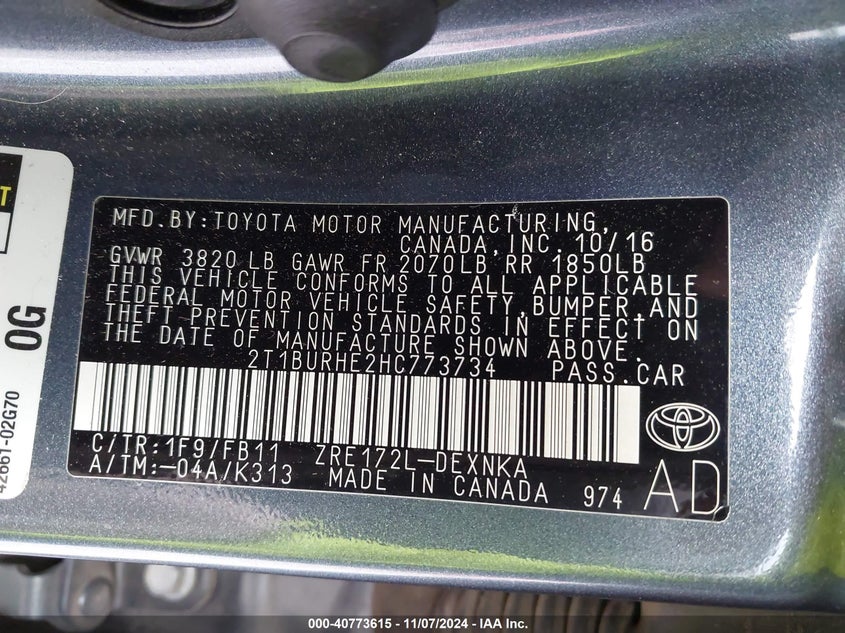 MFD.BY:TOYOTA MOTOR MANUFACTURING,
CANADA,INC. 10/16
GVWR 3820 LB GAWR FR 2070LB RR 1850LB
THIS VEHICLE CONFORMS TO ALL APPLICABLE
FEDERAL MOTOR VEHICLE SAFETY,BUMPER,AND
THEFT PREVENTION STANDARDS IN EFFECT ON
THE DATE OF MANUFACTURE SHOWN ABOVE.
2T1BURHE2HC773734 PASS.CAR
C/TR:1F9/FB11 ZRE172L-DEXNKA
A/TM:-04A/K313 MADE IN CANADA 974
AD
0G
42661-02G70
000-40773615 - 11/07/2024 - IAA Inc.